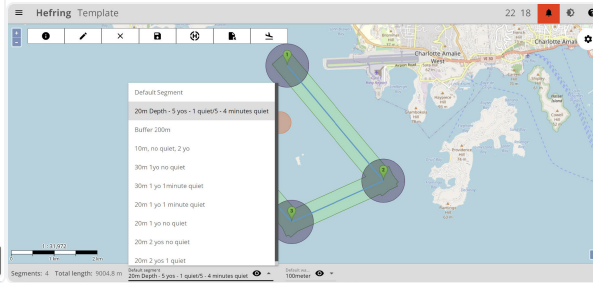 Hefring Template
22 18
Charlotte Amalie
West
Charlotte Amalie
Default Segment
20m Depth - 5 yos - 1 quiet/5 - 4 minutes quiet
Buffer 200m
10m, no quiet, 2 yo
30m 1yo no quiet
30m 1 yo 1minute quiet
20m 1 yo 1 minute quiet
20m 1 yo no quiet
20m 2 yos no quiet
20m 2 yos 1 quiet
1 : 31,972
0 1 km 2 km
Segments: 4 Total length: 9004.8 m
Default segment
20m Depth - 5 yos - 1 quiet/5 - 4 minutes quiet
Default wa...
100meter